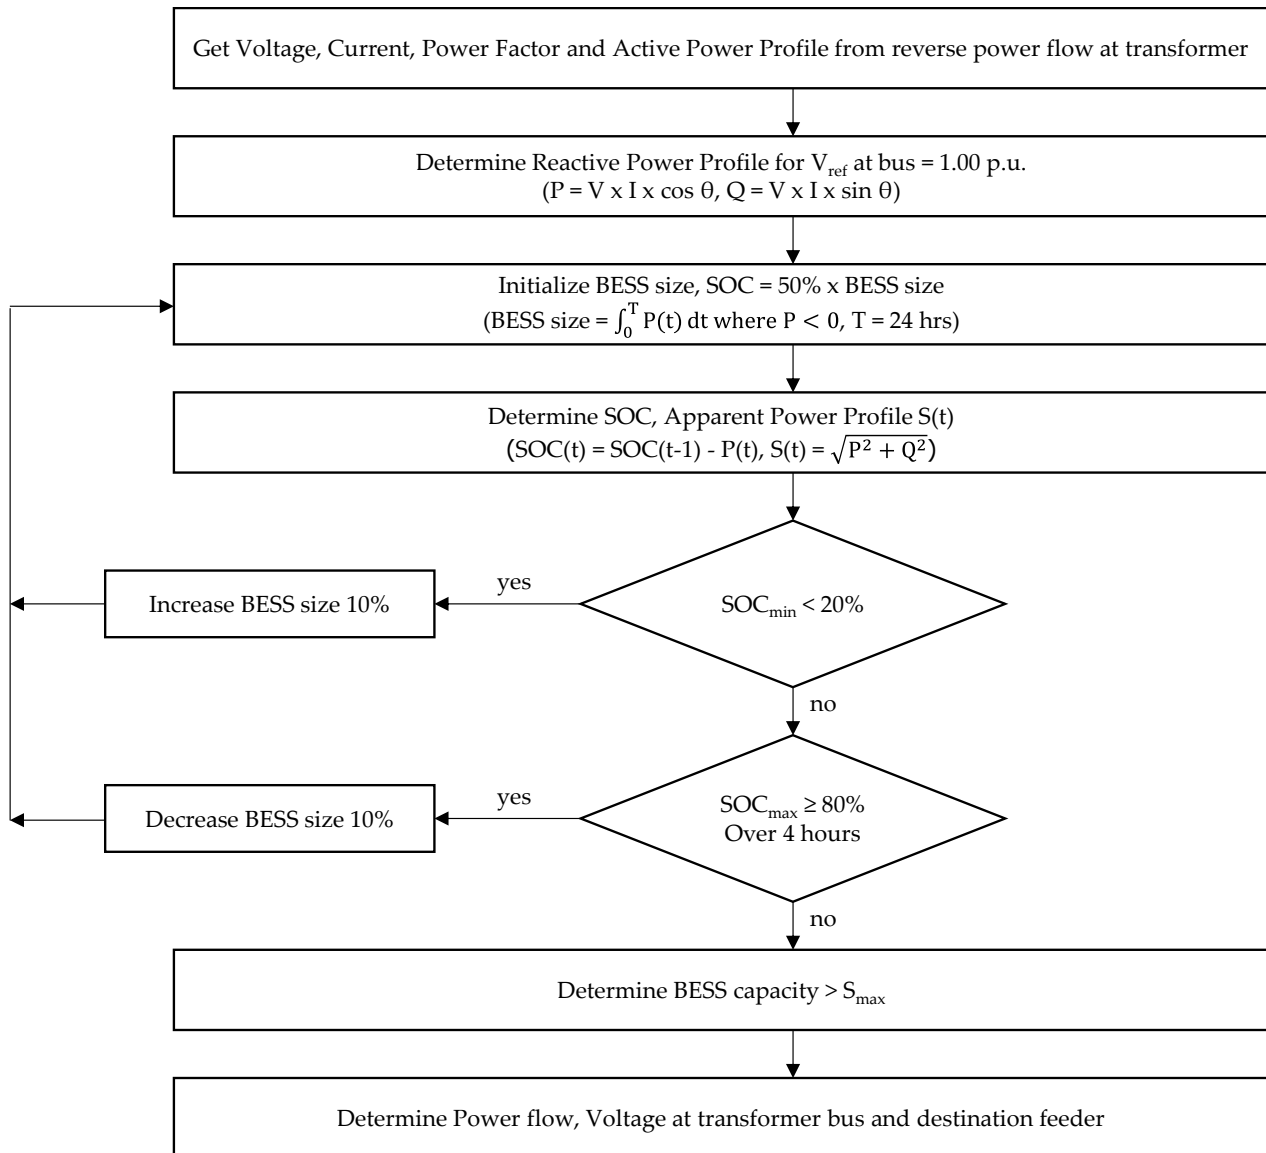 Get Voltage, Current, Power Factor and Active Power Profile from reverse power flow at transformer
Determine Reactive Power Profile for V_ref at bus = 1.00 p.u.
(P = V x I x cos θ, Q = V x I x sin θ)
Initialize BESS size, SOC = 50% x BESS size
(BESS size = ∫_0^T P(t) dt where P < 0, T = 24 hrs)
Determine SOC, Apparent Power Profile S(t)
(SOC(t) = SOC(t-1) - P(t), S(t) = √(P² + Q²))
SOC_min < 20%
yes
Increase BESS size 10%
no
SOC_max ≥ 80%
Over 4 hours
yes
Decrease BESS size 10%
no
Determine BESS capacity > S_max
Determine Power flow, Voltage at transformer bus and destination feeder